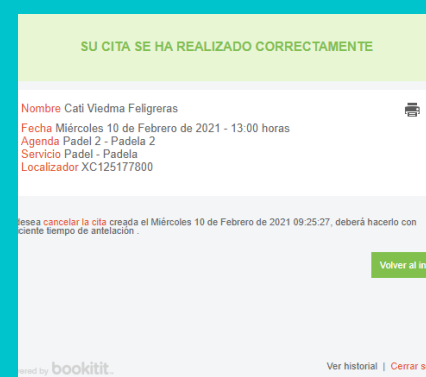 SU CITA SE HA REALIZADO CORRECTAMENTE
Nombre Cati Viedma Feligreras
Fecha Miércoles 10 de Febrero de 2021 - 13:00 horas
Agenda Padel 2 - Padela 2
Servicio Padel - Padela
Localizador XC125177800
desea cancelar la cita creada el Miércoles 10 de Febrero de 2021 09:25:27, deberá hacerlo con
ciente tiempo de antelación .
Volver al in
ered by bookitit
Ver historial | Cerrar s